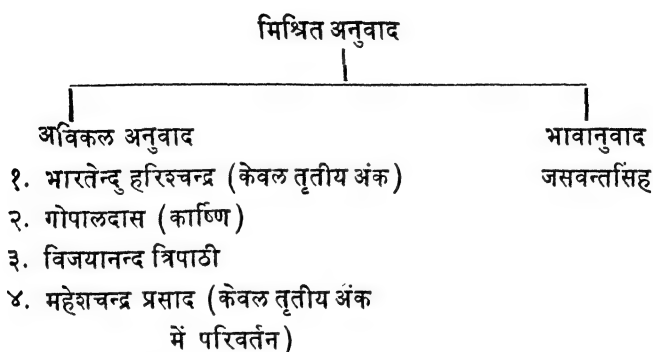 मिश्रित अनुवाद
अविकल अनुवाद
१. भारतेन्दु हरिश्चन्द्र (केवल तृतीय अंक)
२. गोपालदास (कार्ष्णि)
३. विजयानन्द त्रिपाठी
४. महेशचन्द्र प्रसाद (केवल तृतीय अंक
में परिवर्तन)
भावानुवाद
जसवन्तसिंह